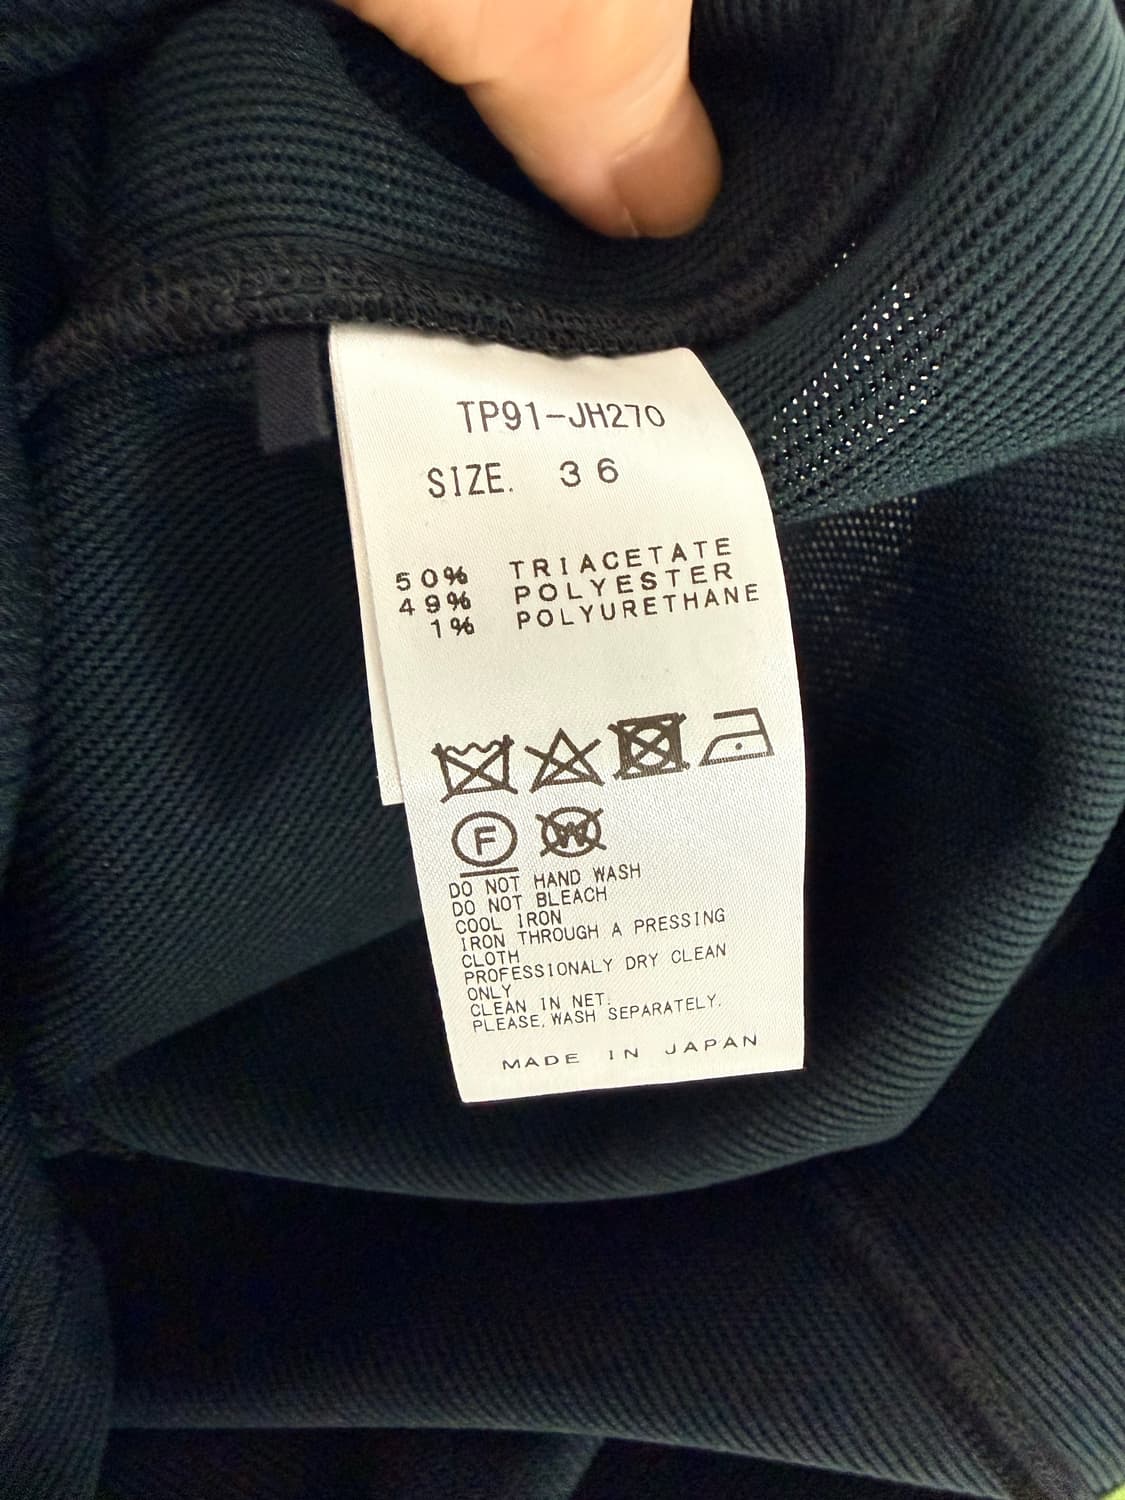 TP91-JH270
SIZE. 36
50% TRIACETATE
49% POLYESTER
1% POLYURETHANE
F W
DO NOT HAND WASH
DO NOT BLEACH
COOL IRON
IRON THROUGH A PRESSING
CLOTH
PROFESSIONALY DRY CLEAN
ONLY
CLEAN IN NET.
PLEASE, WASH SEPARATELY.
MADE IN JAPAN